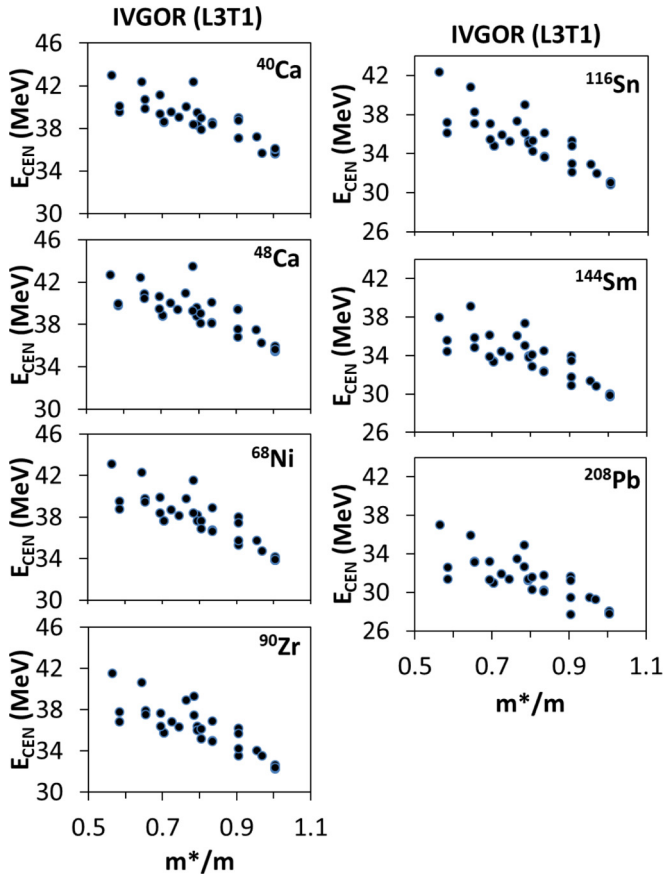 IVGOR (L3T1)
46
42
38
34
30
E_CEN (MeV)
⁴⁰Ca
46
42
38
34
30
E_CEN (MeV)
⁴⁸Ca
46
42
38
34
30
E_CEN (MeV)
⁶⁸Ni
46
42
38
34
30
E_CEN (MeV)
⁹⁰Zr
0.5 0.7 0.9 1.1
m*/m
IVGOR (L3T1)
42
38
34
30
26
E_CEN (MeV)
¹¹⁶Sn
42
38
34
30
26
E_CEN (MeV)
¹⁴⁴Sm
42
38
34
30
26
E_CEN (MeV)
²⁰⁸Pb
0.5 0.7 0.9 1.1
m*/m